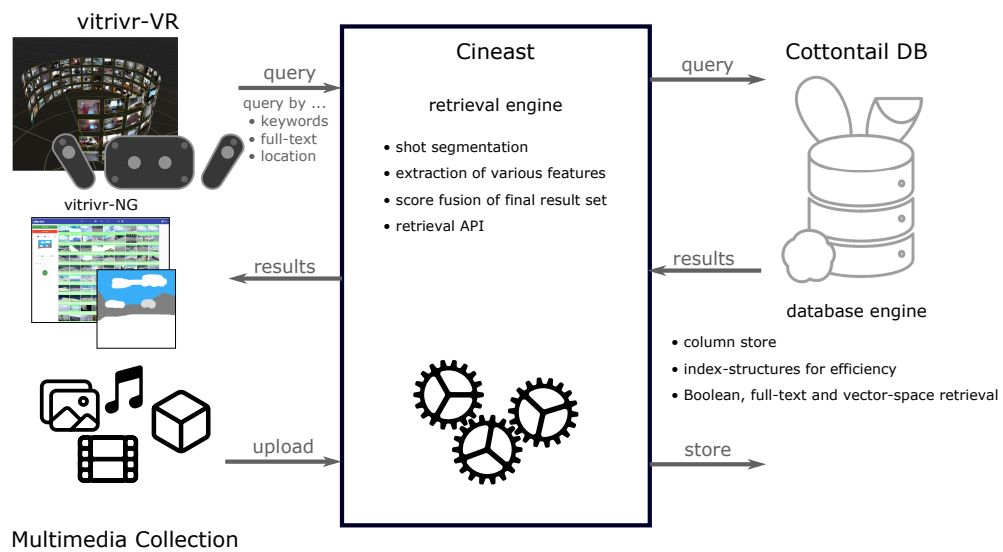 vitrivr-VR
query
query by ...
• keywords
• full-text
• location
vitrivr-NG
results
upload
Multimedia Collection
Cineast
retrieval engine
• shot segmentation
• extraction of various features
• score fusion of final result set
• retrieval API
query
results
store
Cottontail DB
database engine
• column store
• index-structures for efficiency
• Boolean, full-text and vector-space retrieval